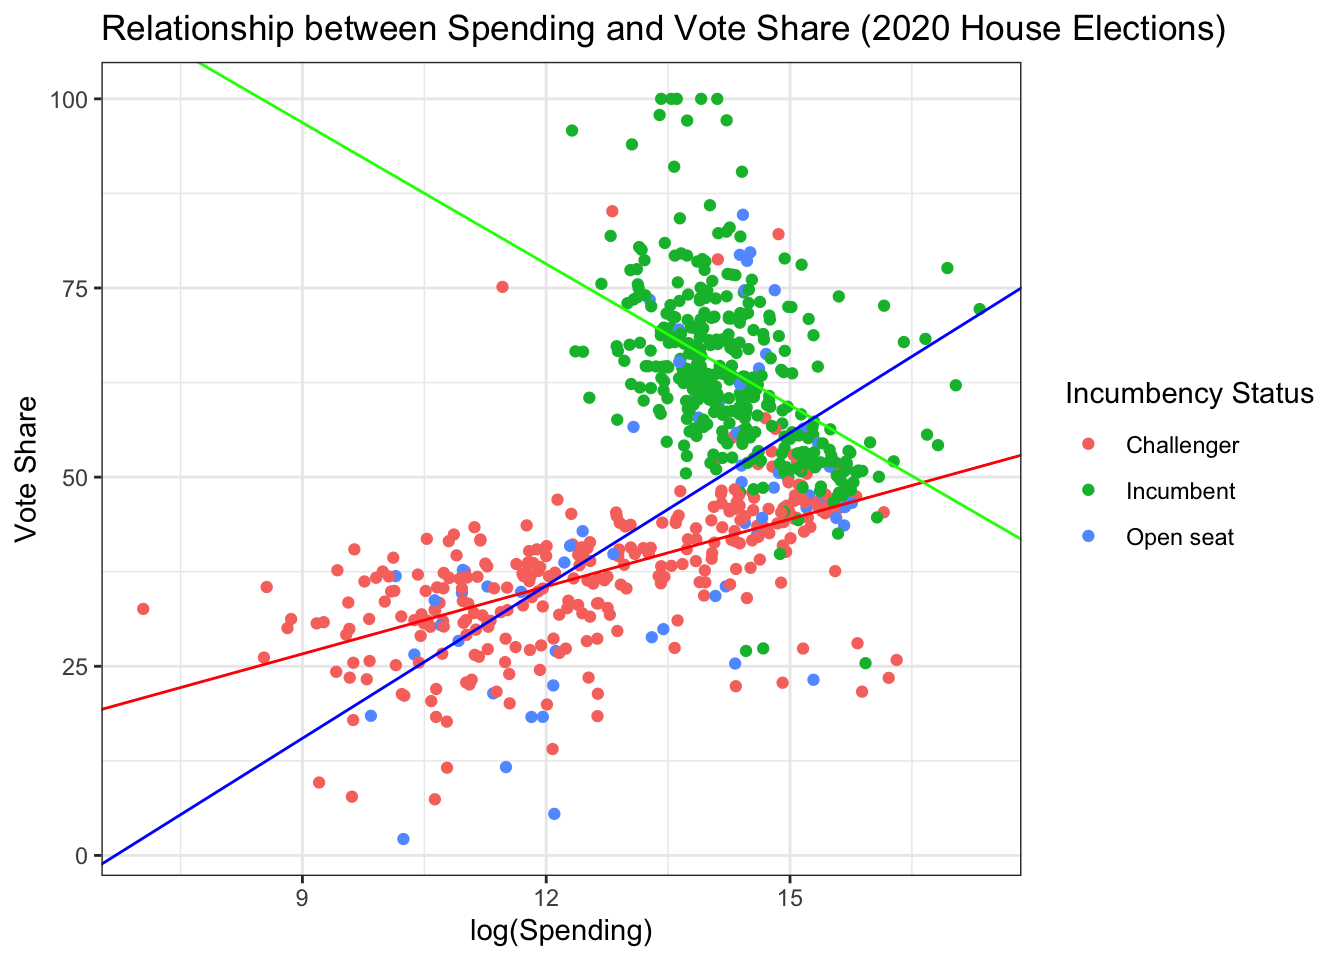 Relationship between Spending and Vote Share (2020 House Elections)
100
75
50
25
0
Vote Share
9
12
15
log(Spending)
Incumbency Status
Challenger
Incumbent
Open seat